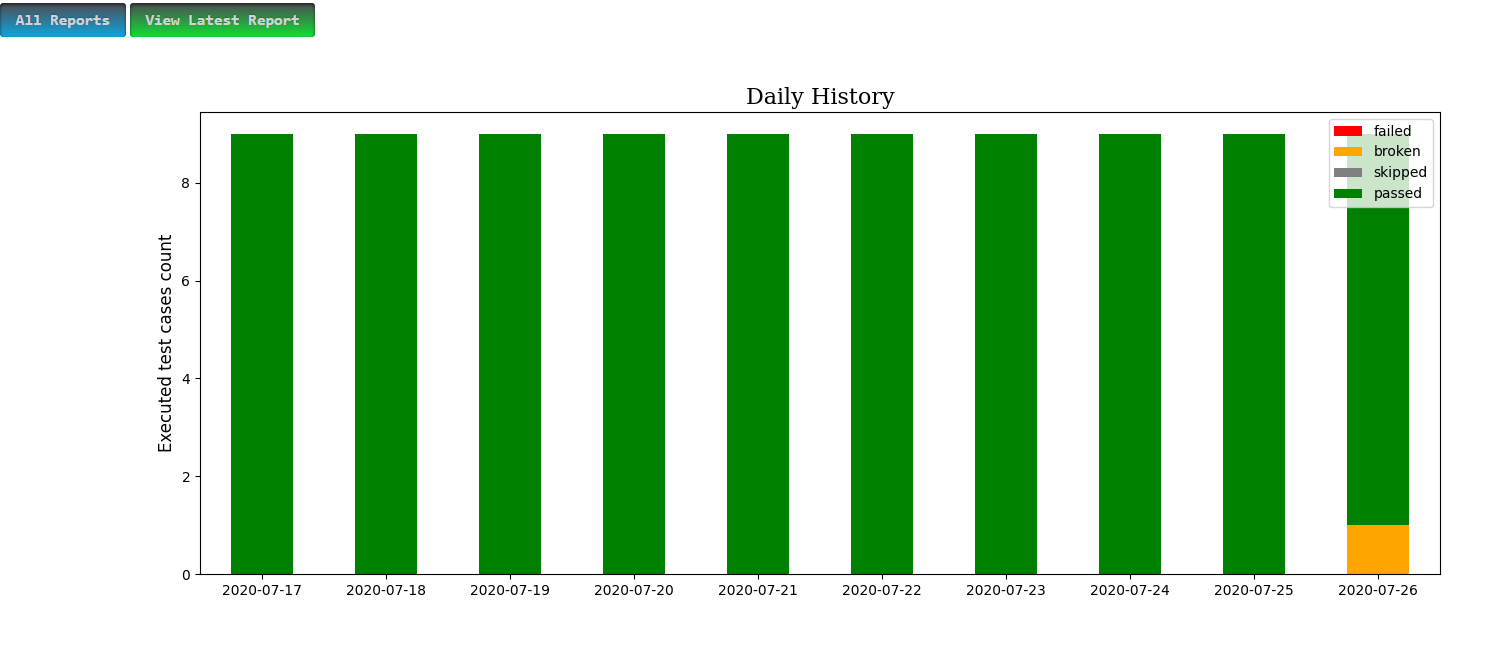 All Reports View Latest Report
Daily History
failed
broken
skipped
passed
Executed test cases count
8
6
4
2
0
2020-07-17 2020-07-18 2020-07-19 2020-07-20 2020-07-21 2020-07-22 2020-07-23 2020-07-24 2020-07-25 2020-07-26